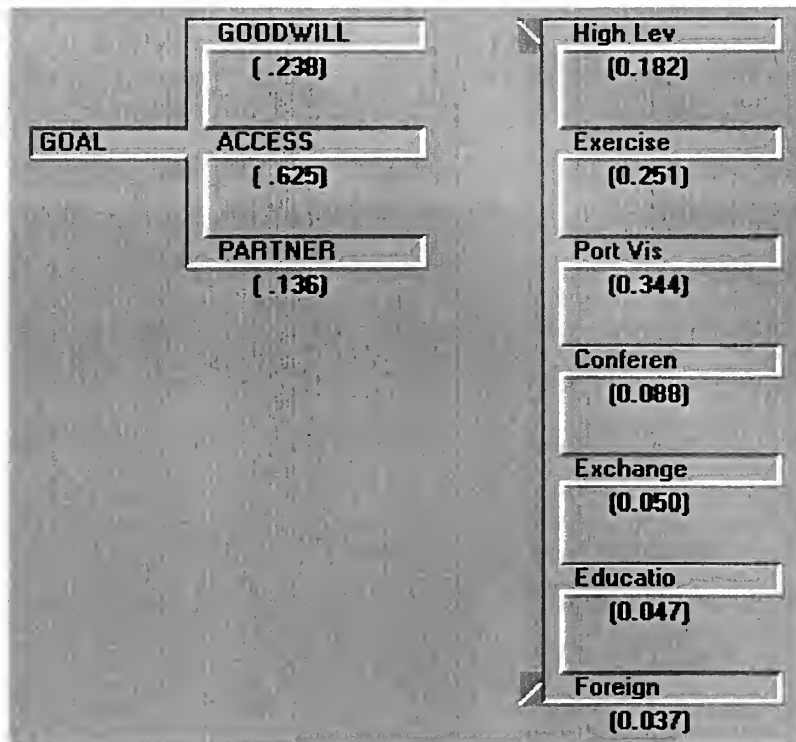 GOAL
GOODWILL
( .238)
ACCESS
( .625)
PARTNER
( .136)
High Lev
(0.182)
Exercise
(0.251)
Port Vis
(0.344)
Conferen
(0.088)
Exchange
(0.050)
Educatio
(0.047)
Foreign
(0.037)